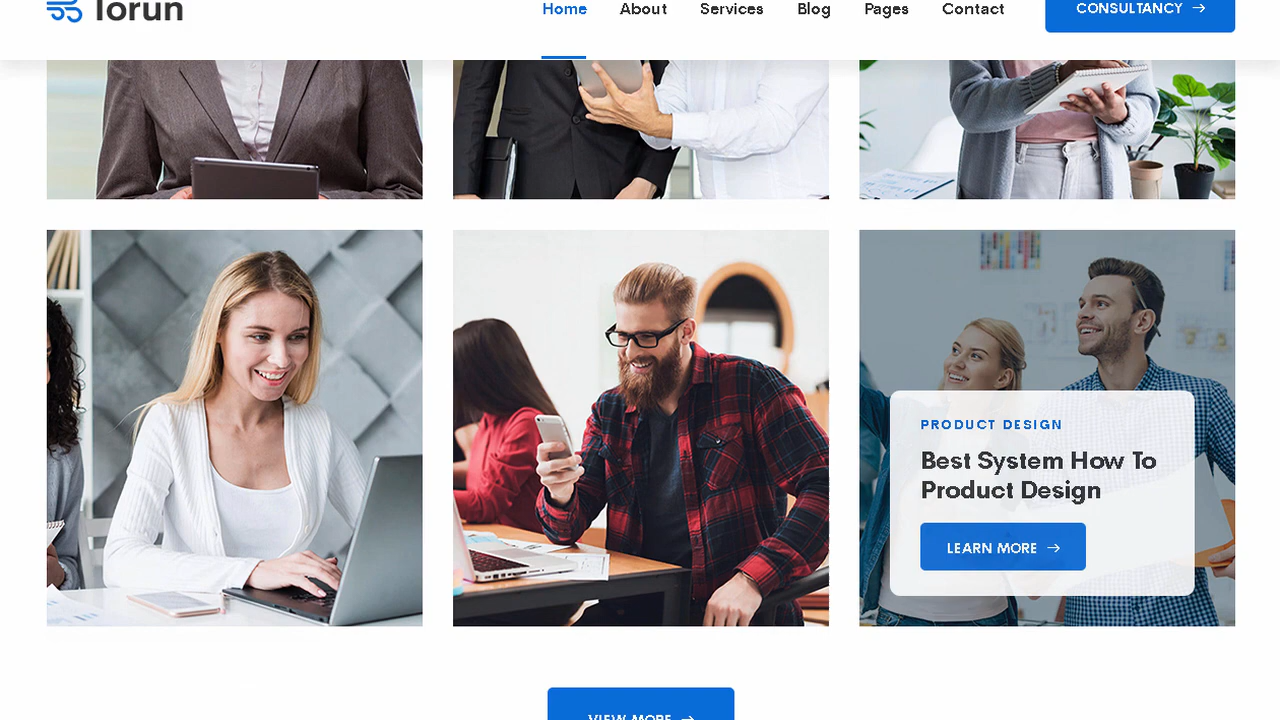 Torun
Home About Services Blog Pages Contact CONSULTANCY →
PRODUCT DESIGN
Best System How To
Product Design
LEARN MORE →
VIEW MORE →